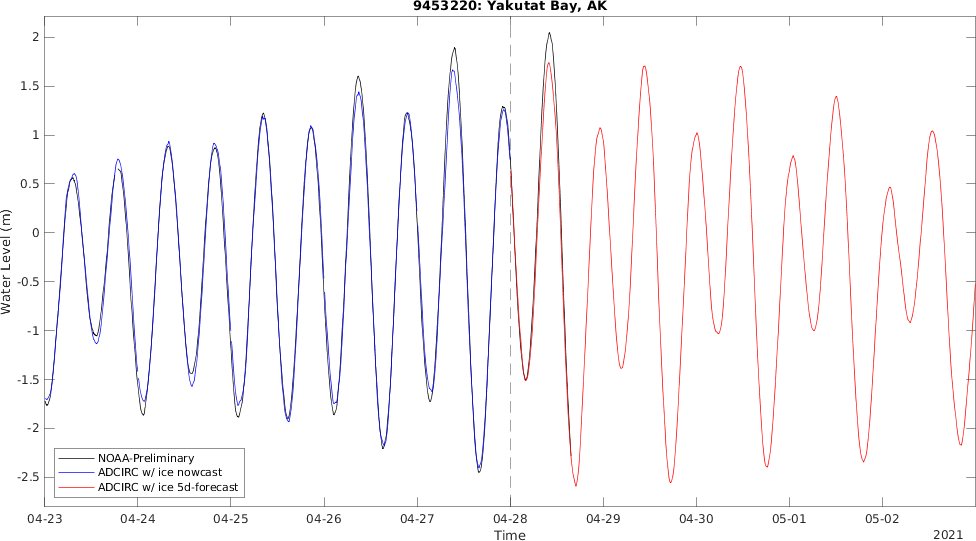 9453220: Yakutat Bay, AK
2
1.5
1
0.5
0
-0.5
-1
-1.5
-2
-2.5
Water Level (m)
NOAA-Preliminary
ADCIRC w/ ice nowcast
ADCIRC w/ ice 5d-forecast
04-23 04-24 04-25 04-26 04-27 04-28 04-29 04-30 05-01 05-02
Time
2021